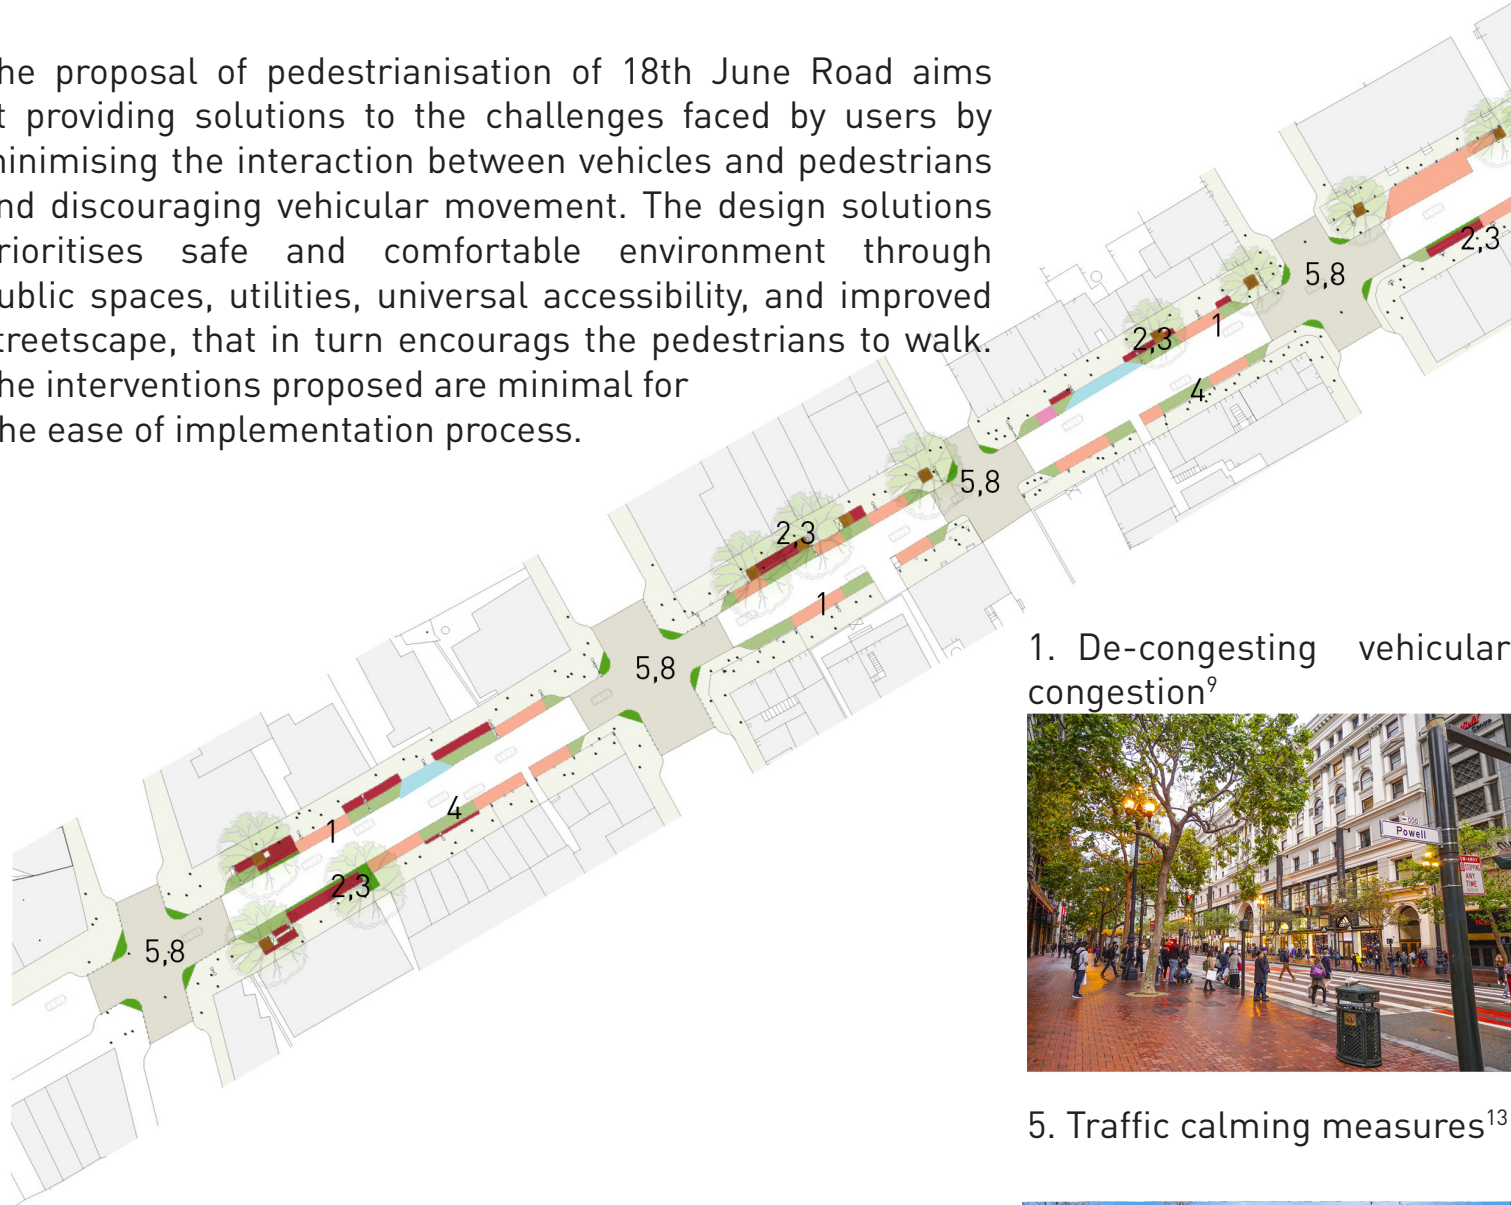 he proposal of pedestrianisation of 18th June Road aims
t providing solutions to the challenges faced by users by
inimising the interaction between vehicles and pedestrians
nd discouraging vehicular movement. The design solutions
rioritises safe and comfortable environment through
ublic spaces, utilities, universal accessibility, and improved
treetscape, that in turn encourags the pedestrians to walk.
he interventions proposed are minimal for
he ease of implementation process.
2,3
5,8
1
2,3
4
5,8
2,3
1
5,8
4
1
2,3
5,8
1. De-congesting vehicular
congestion⁹
Powell
ANY
TIME
5. Traffic calming measures¹³